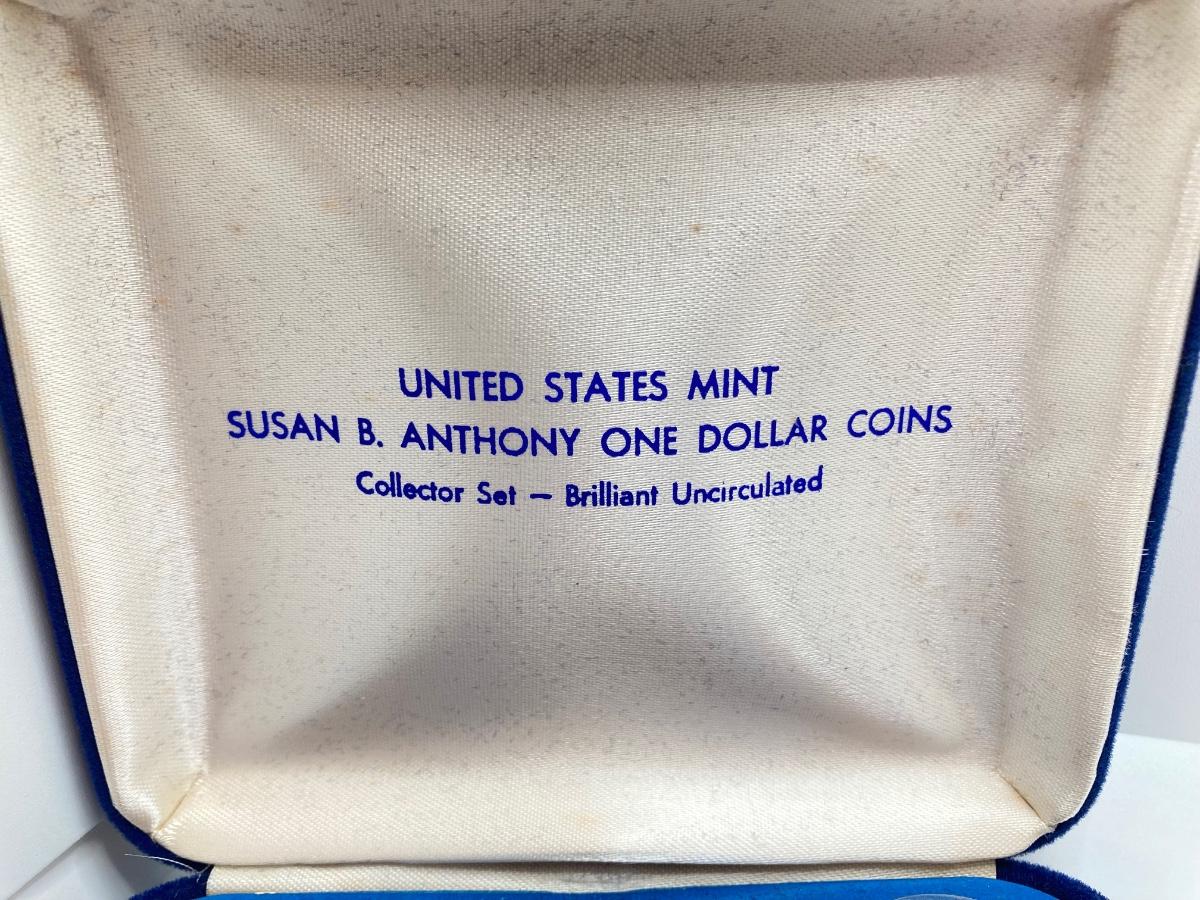 UNITED STATES MINT
SUSAN B. ANTHONY ONE DOLLAR COINS
Collector Set — Brilliant Uncirculated